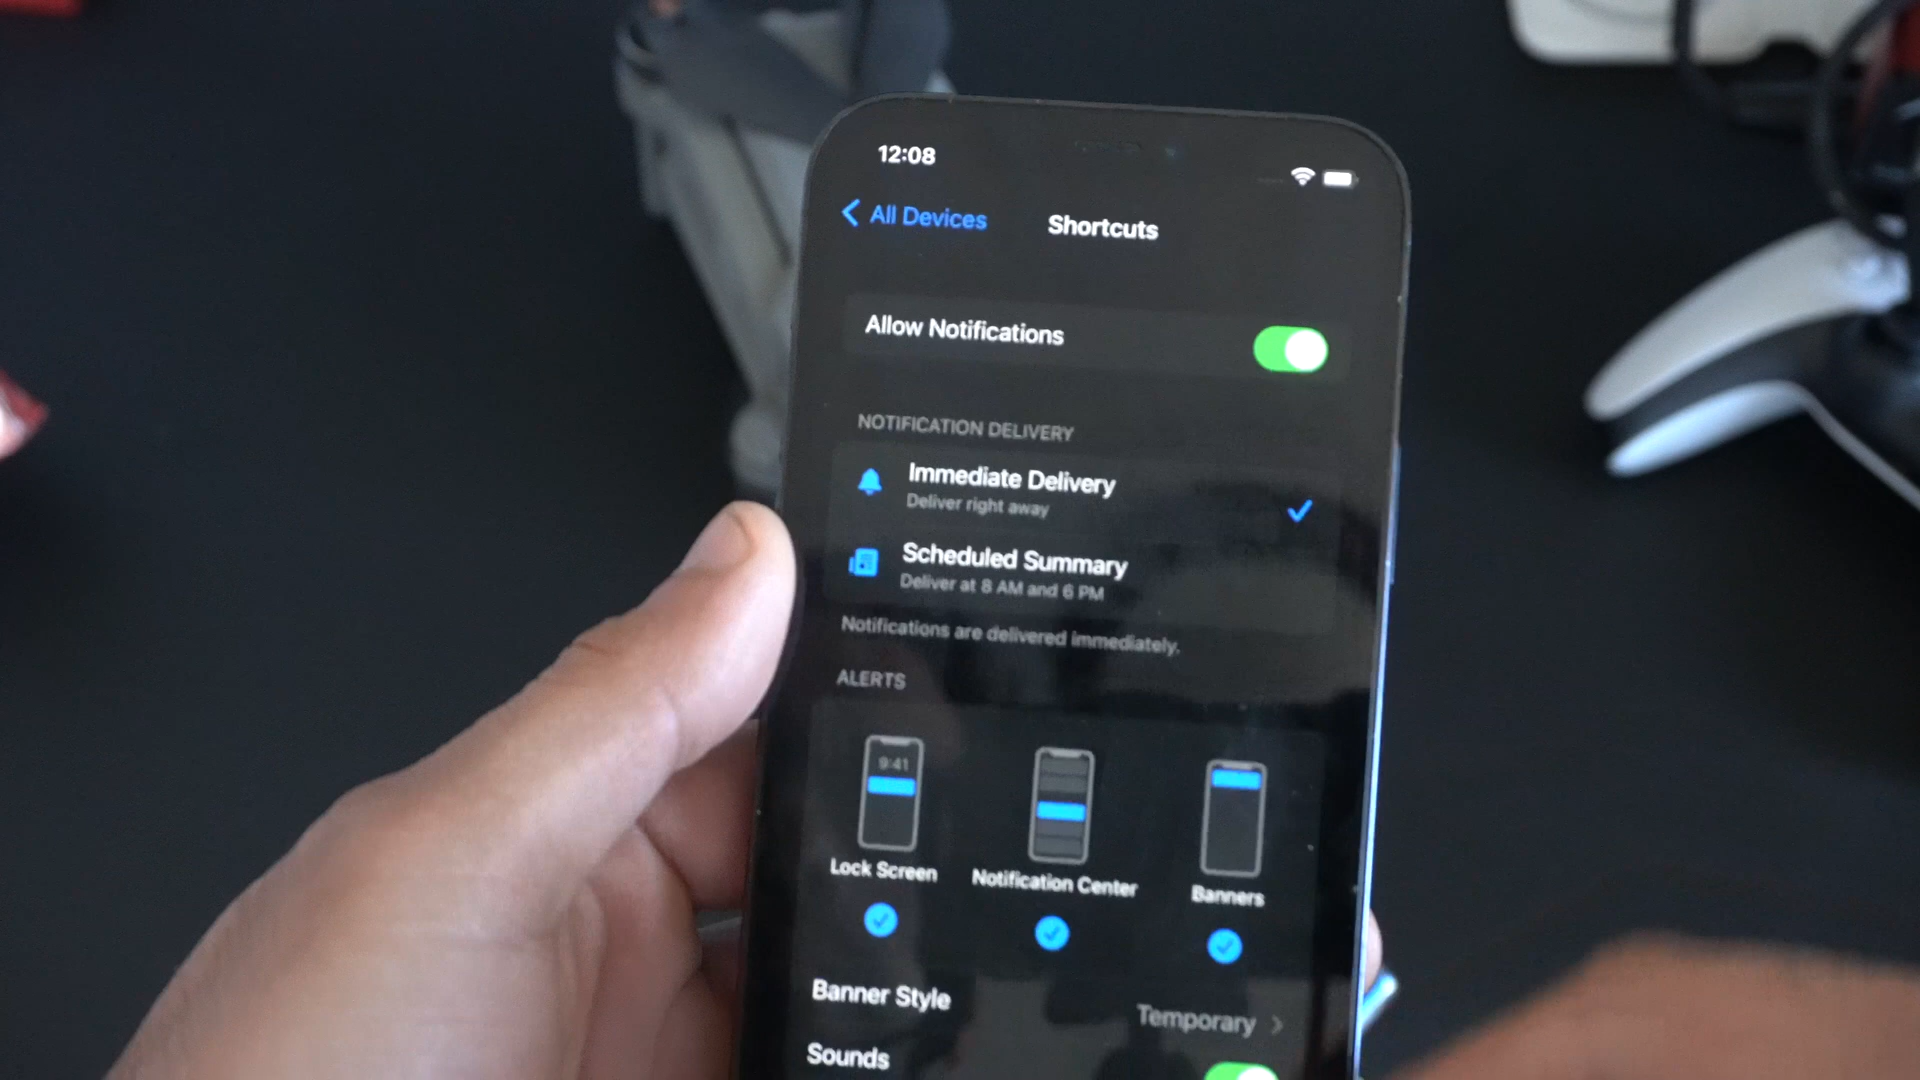 12:08
All Devices
Shortcuts
Allow Notifications
NOTIFICATION DELIVERY
Immediate Delivery
Deliver right away
Scheduled Summary
Deliver at 8 AM and 6 PM
Notifications are delivered immediately.
ALERTS
9:41
Lock Screen
Notification Center
Banners
Banner Style
Temporary
Sounds